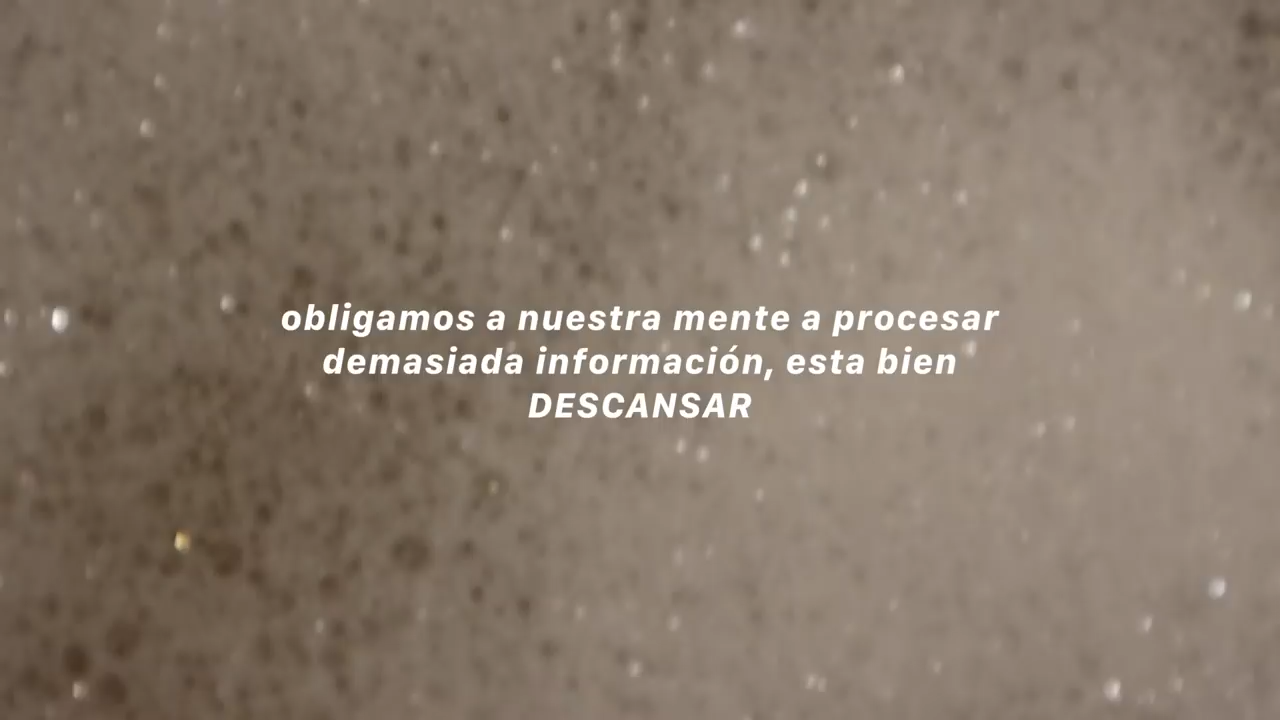 obligamos a nuestra mente a procesar
demasiada información, esta bien
DESCANSAR